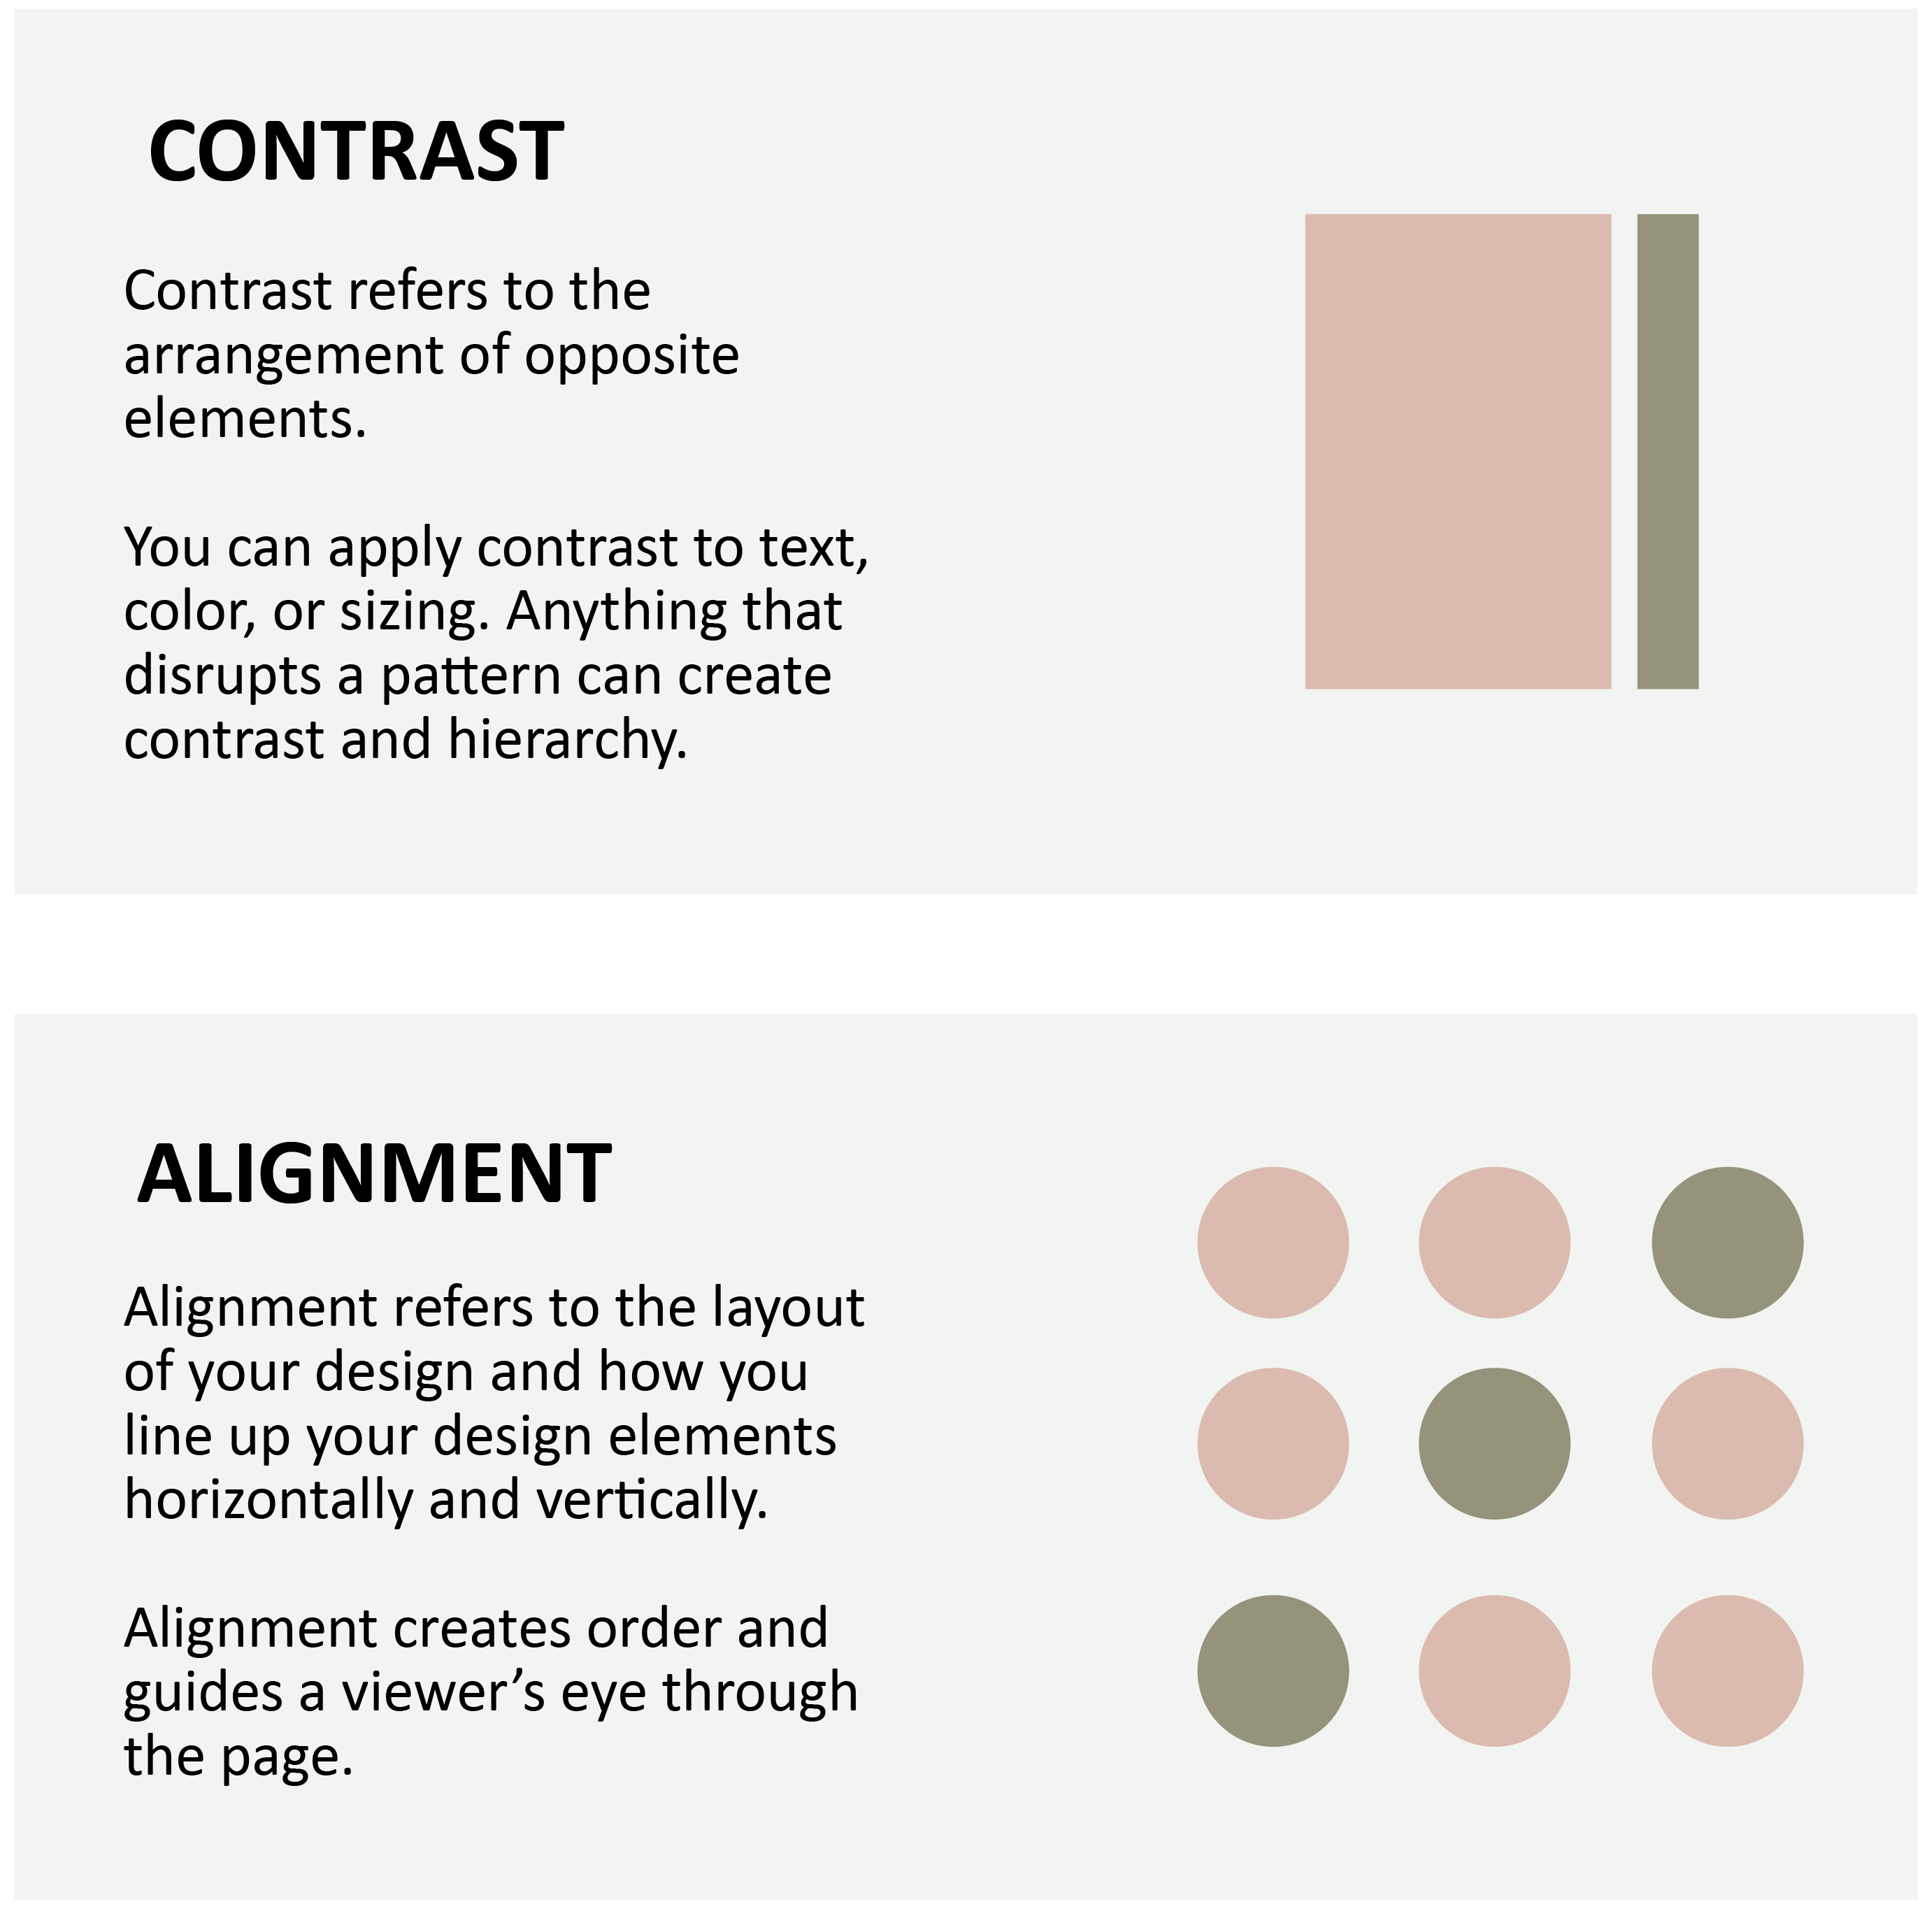 CONTRAST
Contrast refers to the
arrangement of opposite
elements.
You can apply contrast to text,
color, or sizing. Anything that
disrupts a pattern can create
contrast and hierarchy.
ALIGNMENT
Alignment refers to the layout
of your design and how you
line up your design elements
horizontally and vertically.
Alignment creates order and
guides a viewer’s eye through
the page.